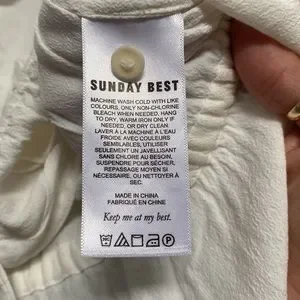 SUNDAY BEST
MACHINE WASH COLD WITH LIKE
COLOURS, ONLY NON-CHLORINE
BLEACH WHEN NEEDED, HANG
TO DRY, WARM IRON ONLY IF
NEEDED, OR DRY CLEAN
LAVER À LA MACHINE À L'EAU
FROIDE AVEC COULEURS
SEMBLABLES, UTILISER
SEULEMENT UN JAVELLISANT
SANS CHLORE AU BESOIN,
SUSPENDRE POUR SÉCHER,
REPASSAGE MOYEN SI
NÉCESSAIRE, OU NETTOYER À
SEC.
MADE IN CHINA
FABRIQUÉ EN CHINE
Keep me at my best.